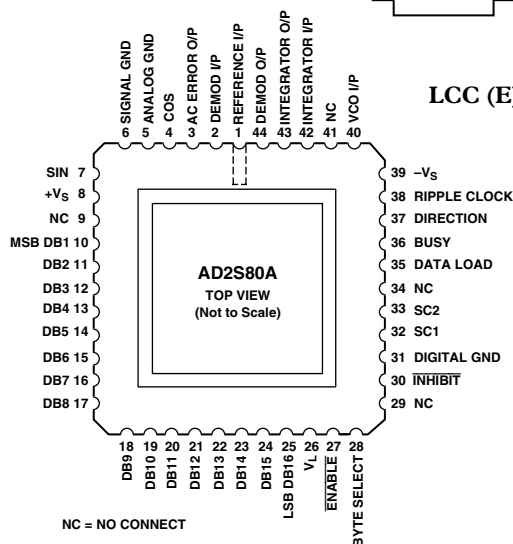 LCC (E)
SIGNAL GND
ANALOG GND
COS
AC ERROR O/P
DEMOD I/P
REFERENCE I/P
DEMOD O/P
INTEGRATOR O/P
INTEGRATOR I/P
NC
VCO I/P
6 5 4 3 2 1 44 43 42 41 40
SIN 7
+VS 8
NC 9
MSB DB1 10
DB2 11
DB3 12
DB4 13
DB5 14
DB6 15
DB7 16
DB8 17
AD2S80A
TOP VIEW
(Not to Scale)
39 –VS
38 RIPPLE CLOCK
37 DIRECTION
36 BUSY
35 DATA LOAD
34 NC
33 SC2
32 SC1
31 DIGITAL GND
30 INHIBIT
29 NC
18 19 20 21 22 23 24 25 26 27 28
DB9
DB10
DB11
DB12
DB13
DB14
DB15
LSB DB16
VL
ENABLE
BYTE SELECT
NC = NO CONNECT